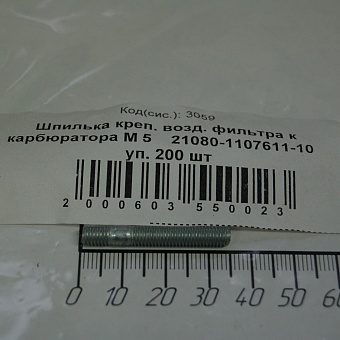 Код(сис.): 3059
Шпилька креп. возд. фильтра к
карбюратора М 5 21080-1107611-10
уп. 200 шт
2 000603 550023
0 10 20 30 40 50 60